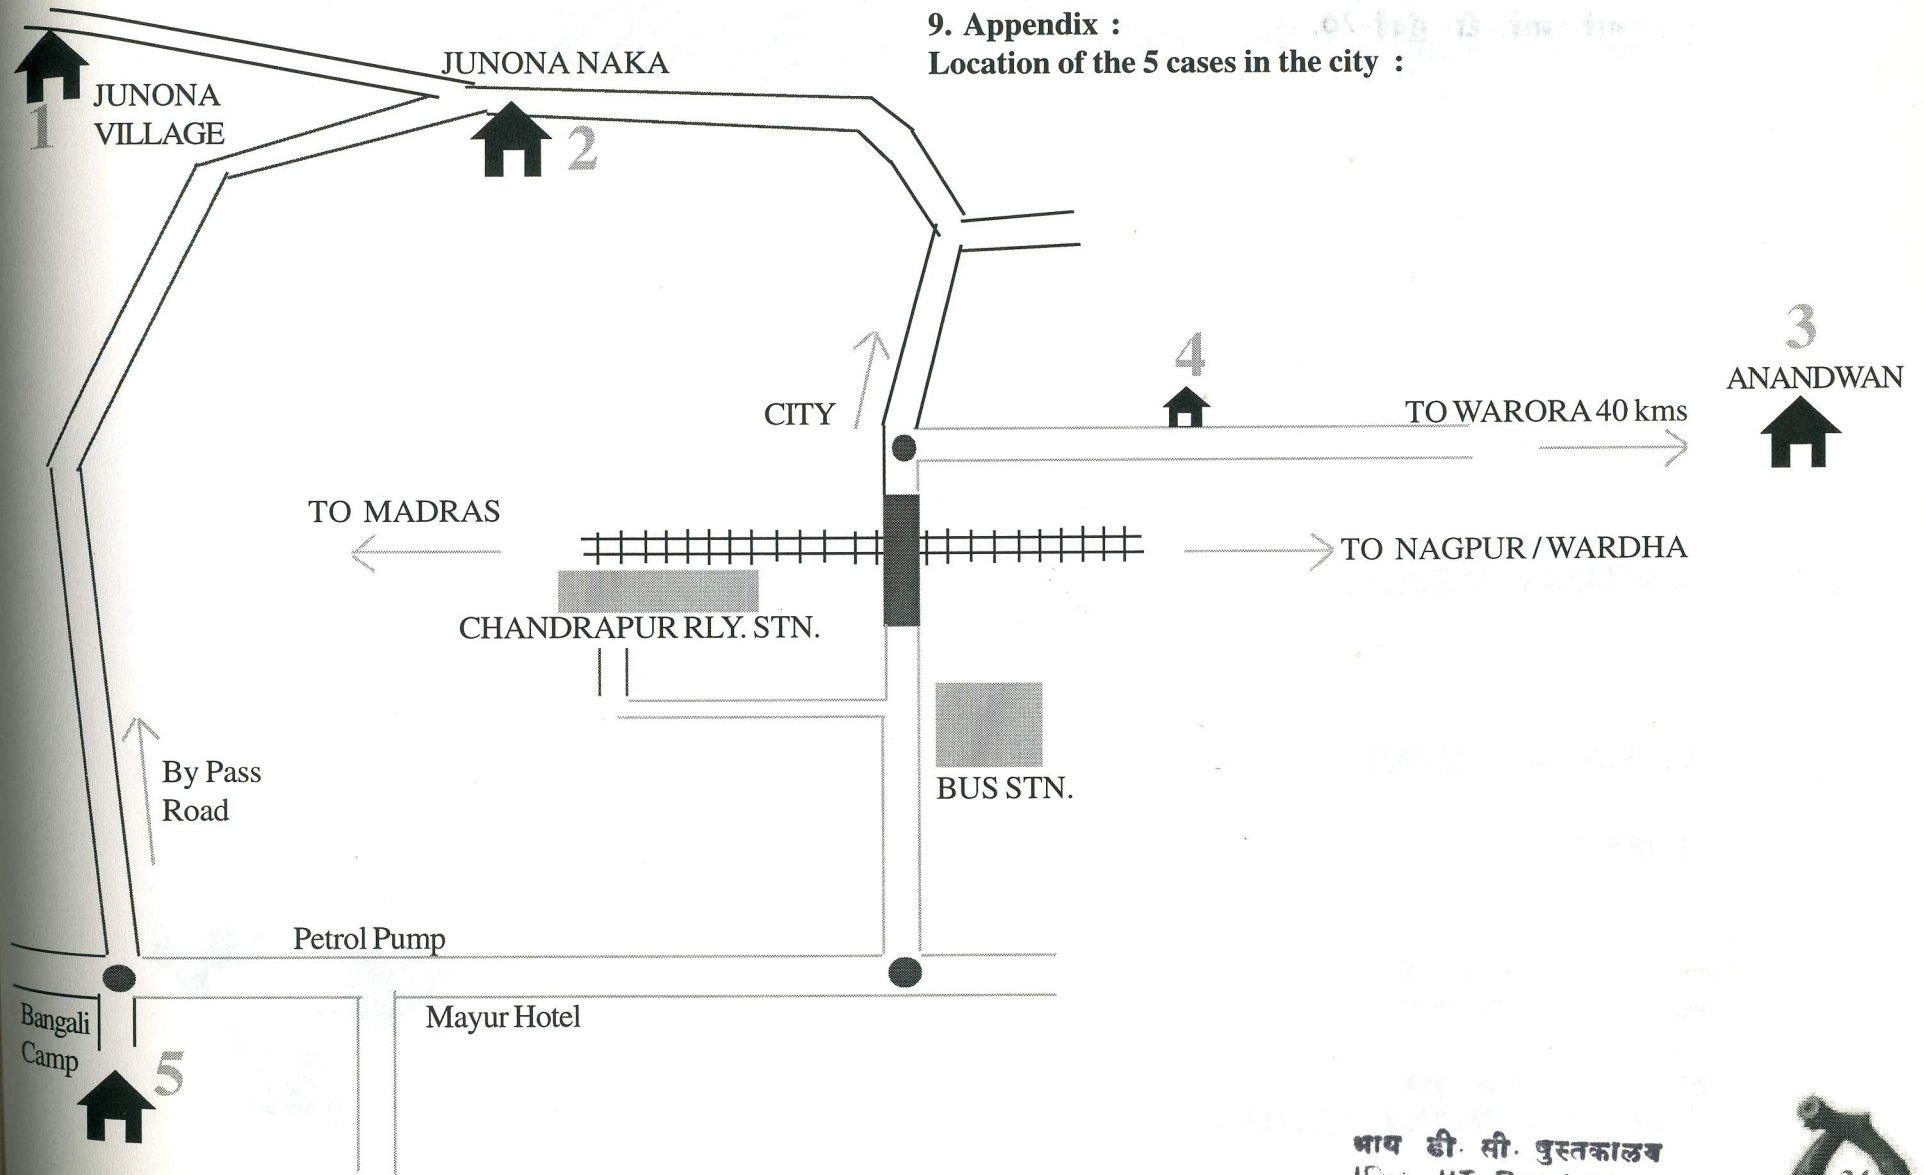 9. Appendix :
Location of the 5 cases in the city :
JUNONA NAKA
JUNONA
VILLAGE
1
2
3
ANANDWAN
4
CITY
TO WARORA 40 kms
TO MADRAS
TO NAGPUR / WARDHA
CHANDRAPUR RLY. STN.
BUS STN.
By Pass
Road
Petrol Pump
Mayur Hotel
Bangali
Camp
5
भाय डी. सी. पुस्तकालय